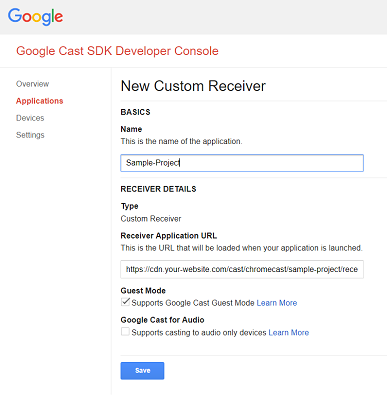 Google
Google Cast SDK Developer Console
Overview
Applications
Devices
Settings
New Custom Receiver
BASICS
Name
This is the name of the application.
Sample-Project
RECEIVER DETAILS
Type
Custom Receiver
Receiver Application URL
This is the URL that will be loaded when your application is launched.
https://cdn.your-website.com/cast/chromecast/sample-project/rece
Guest Mode
Supports Google Cast Guest Mode Learn More
Google Cast for Audio
Supports casting to audio only devices Learn More
Save